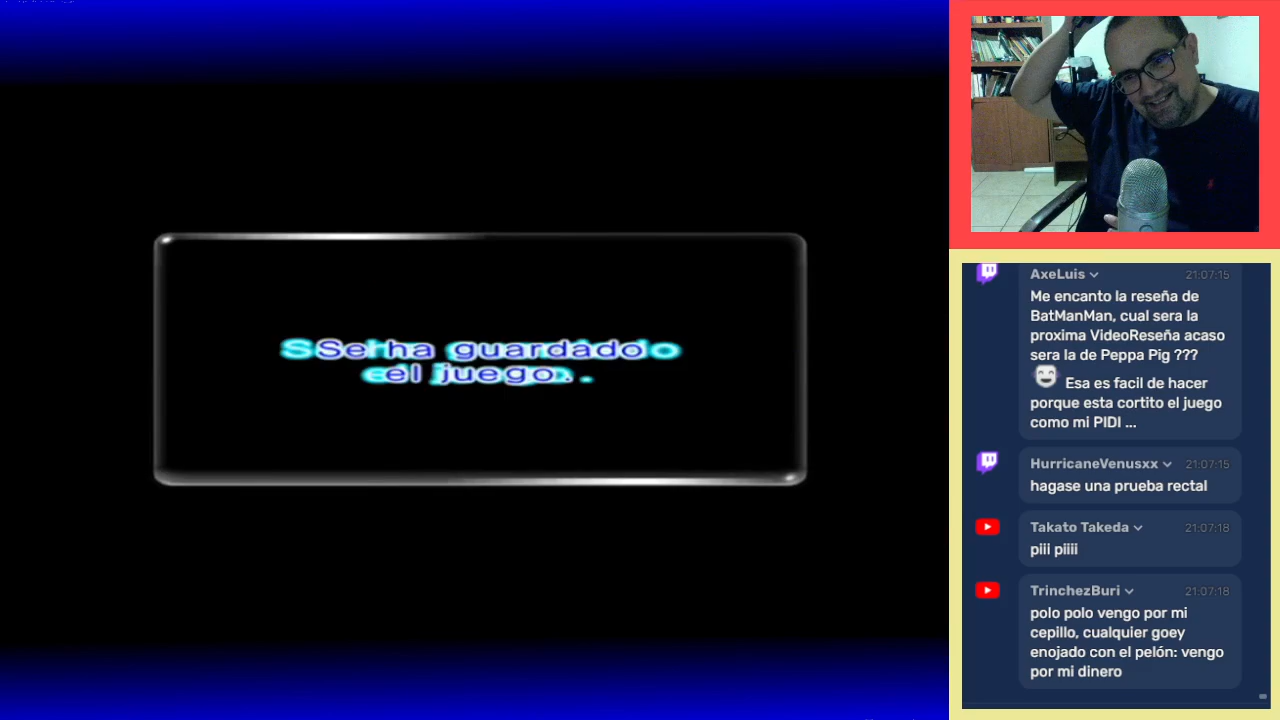 Se ha guardado
el juego.
AxeLuis 21:07:15
Me encanto la reseña de
BatManMan, cual sera la
proxima VideoReseña acaso
sera la de Peppa Pig ???
Esa es facil de hacer
porque esta cortito el juego
como mi PIDI ...
HurricaneVenusxx 21:07:15
hagase una prueba rectal
Takato Takeda 21:07:18
piii piiii
TrinchezBuri 21:07:18
polo polo vengo por mi
cepillo, cualquier goey
enojado con el pelón: vengo
por mi dinero